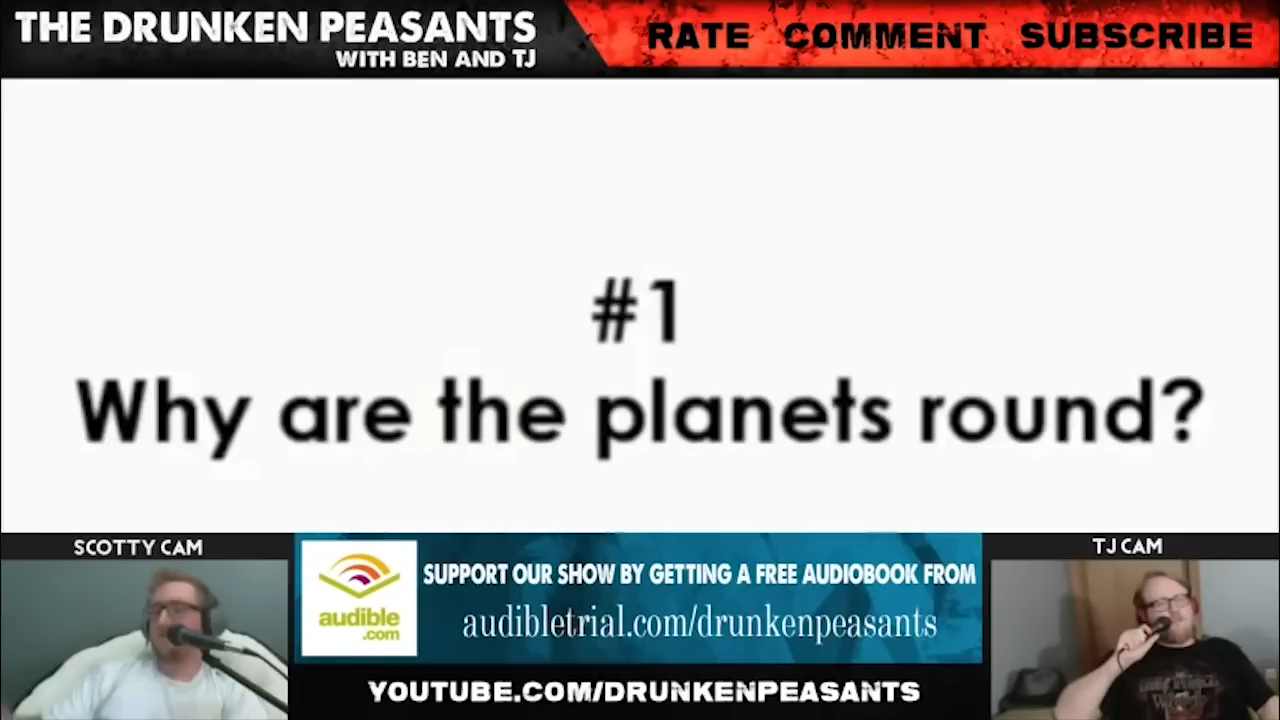 THE DRUNKEN PEASANTS
WITH BEN AND TJ
RATE COMMENT SUBSCRIBE
#1
Why are the planets round?
SCOTTY CAM
TJ CAM
audible
.com
SUPPORT OUR SHOW BY GETTING A FREE AUDIOBOOK FROM
audibletrial.com/drunkenpeasants
YOUTUBE.COM/DRUNKENPEASANTS